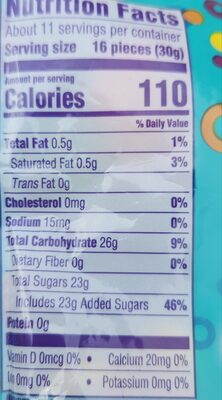 Nutrition Facts
About 11 servings per container
Serving size 16 pieces (30g)
Amount per serving
Calories 110
% Daily Value
Total Fat 0.5g 1%
Saturated Fat 0.5g 3%
Trans Fat 0g
Cholesterol 0mg 0%
Sodium 15mg 0%
Total Carbohydrate 26g 9%
Dietary Fiber 0g 0%
Total Sugars 23g
Includes 23g Added Sugars 46%
Protein 0g
Vitamin D 0mcg 0% • Calcium 20mg 0%
Iron 0mg 0% • Potassium 0mg 0%